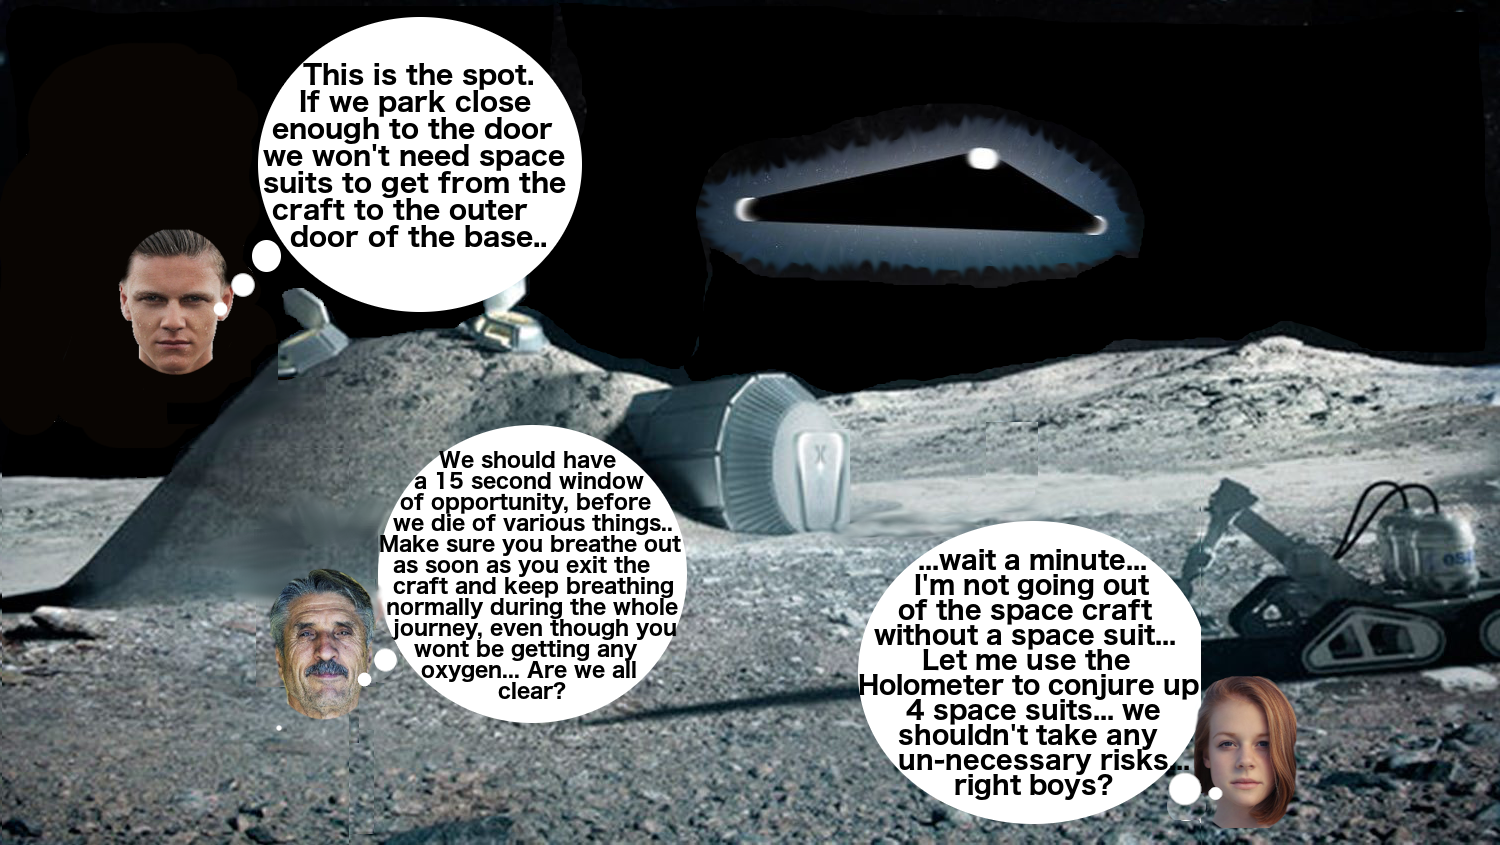 This is the spot.
If we park close
enough to the door
we won't need space
suits to get from the
craft to the outer
door of the base..
We should have
a 15 second window
of opportunity, before
we die of various things..
Make sure you breathe out
as soon as you exit the
craft and keep breathing
normally during the whole
journey, even though you
wont be getting any
oxygen... Are we all
clear?
...wait a minute...
I'm not going out
of the space craft
without a space suit...
Let me use the
Holometer to conjure up
4 space suits... we
shouldn't take any
un-necessary risks...
right boys?